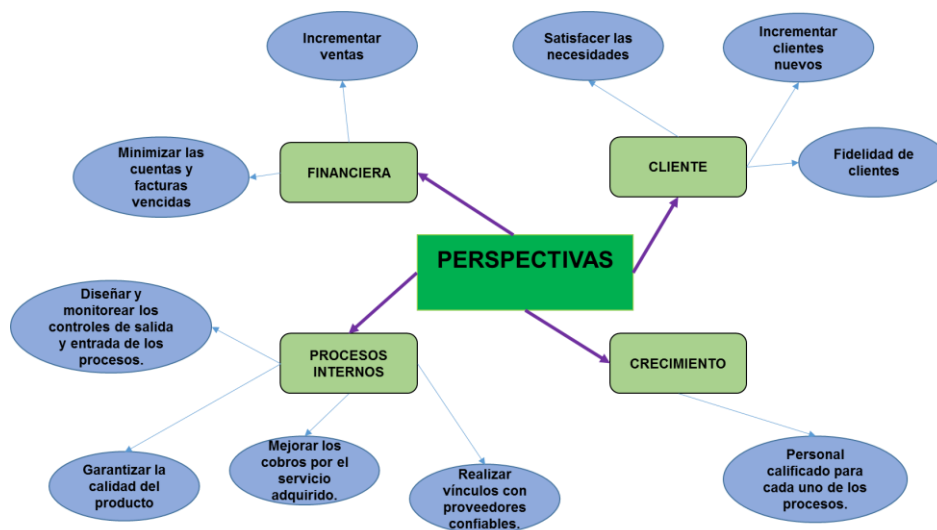 Incrementar
ventas
Satisfacer las
necesidades
Incrementar
clientes
nuevos
Minimizar las
cuentas y
facturas
vencidas
FINANCIERA
CLIENTE
Fidelidad de
clientes
PERSPECTIVAS
Diseñar y
monitorear los
controles de salida
y entrada de los
procesos.
PROCESOS
INTERNOS
CRECIMIENTO
Garantizar la
calidad del
producto
Mejorar los
cobros por el
servicio
adquirido.
Realizar
vínculos con
proveedores
confiables.
Personal
calificado para
cada uno de los
procesos.